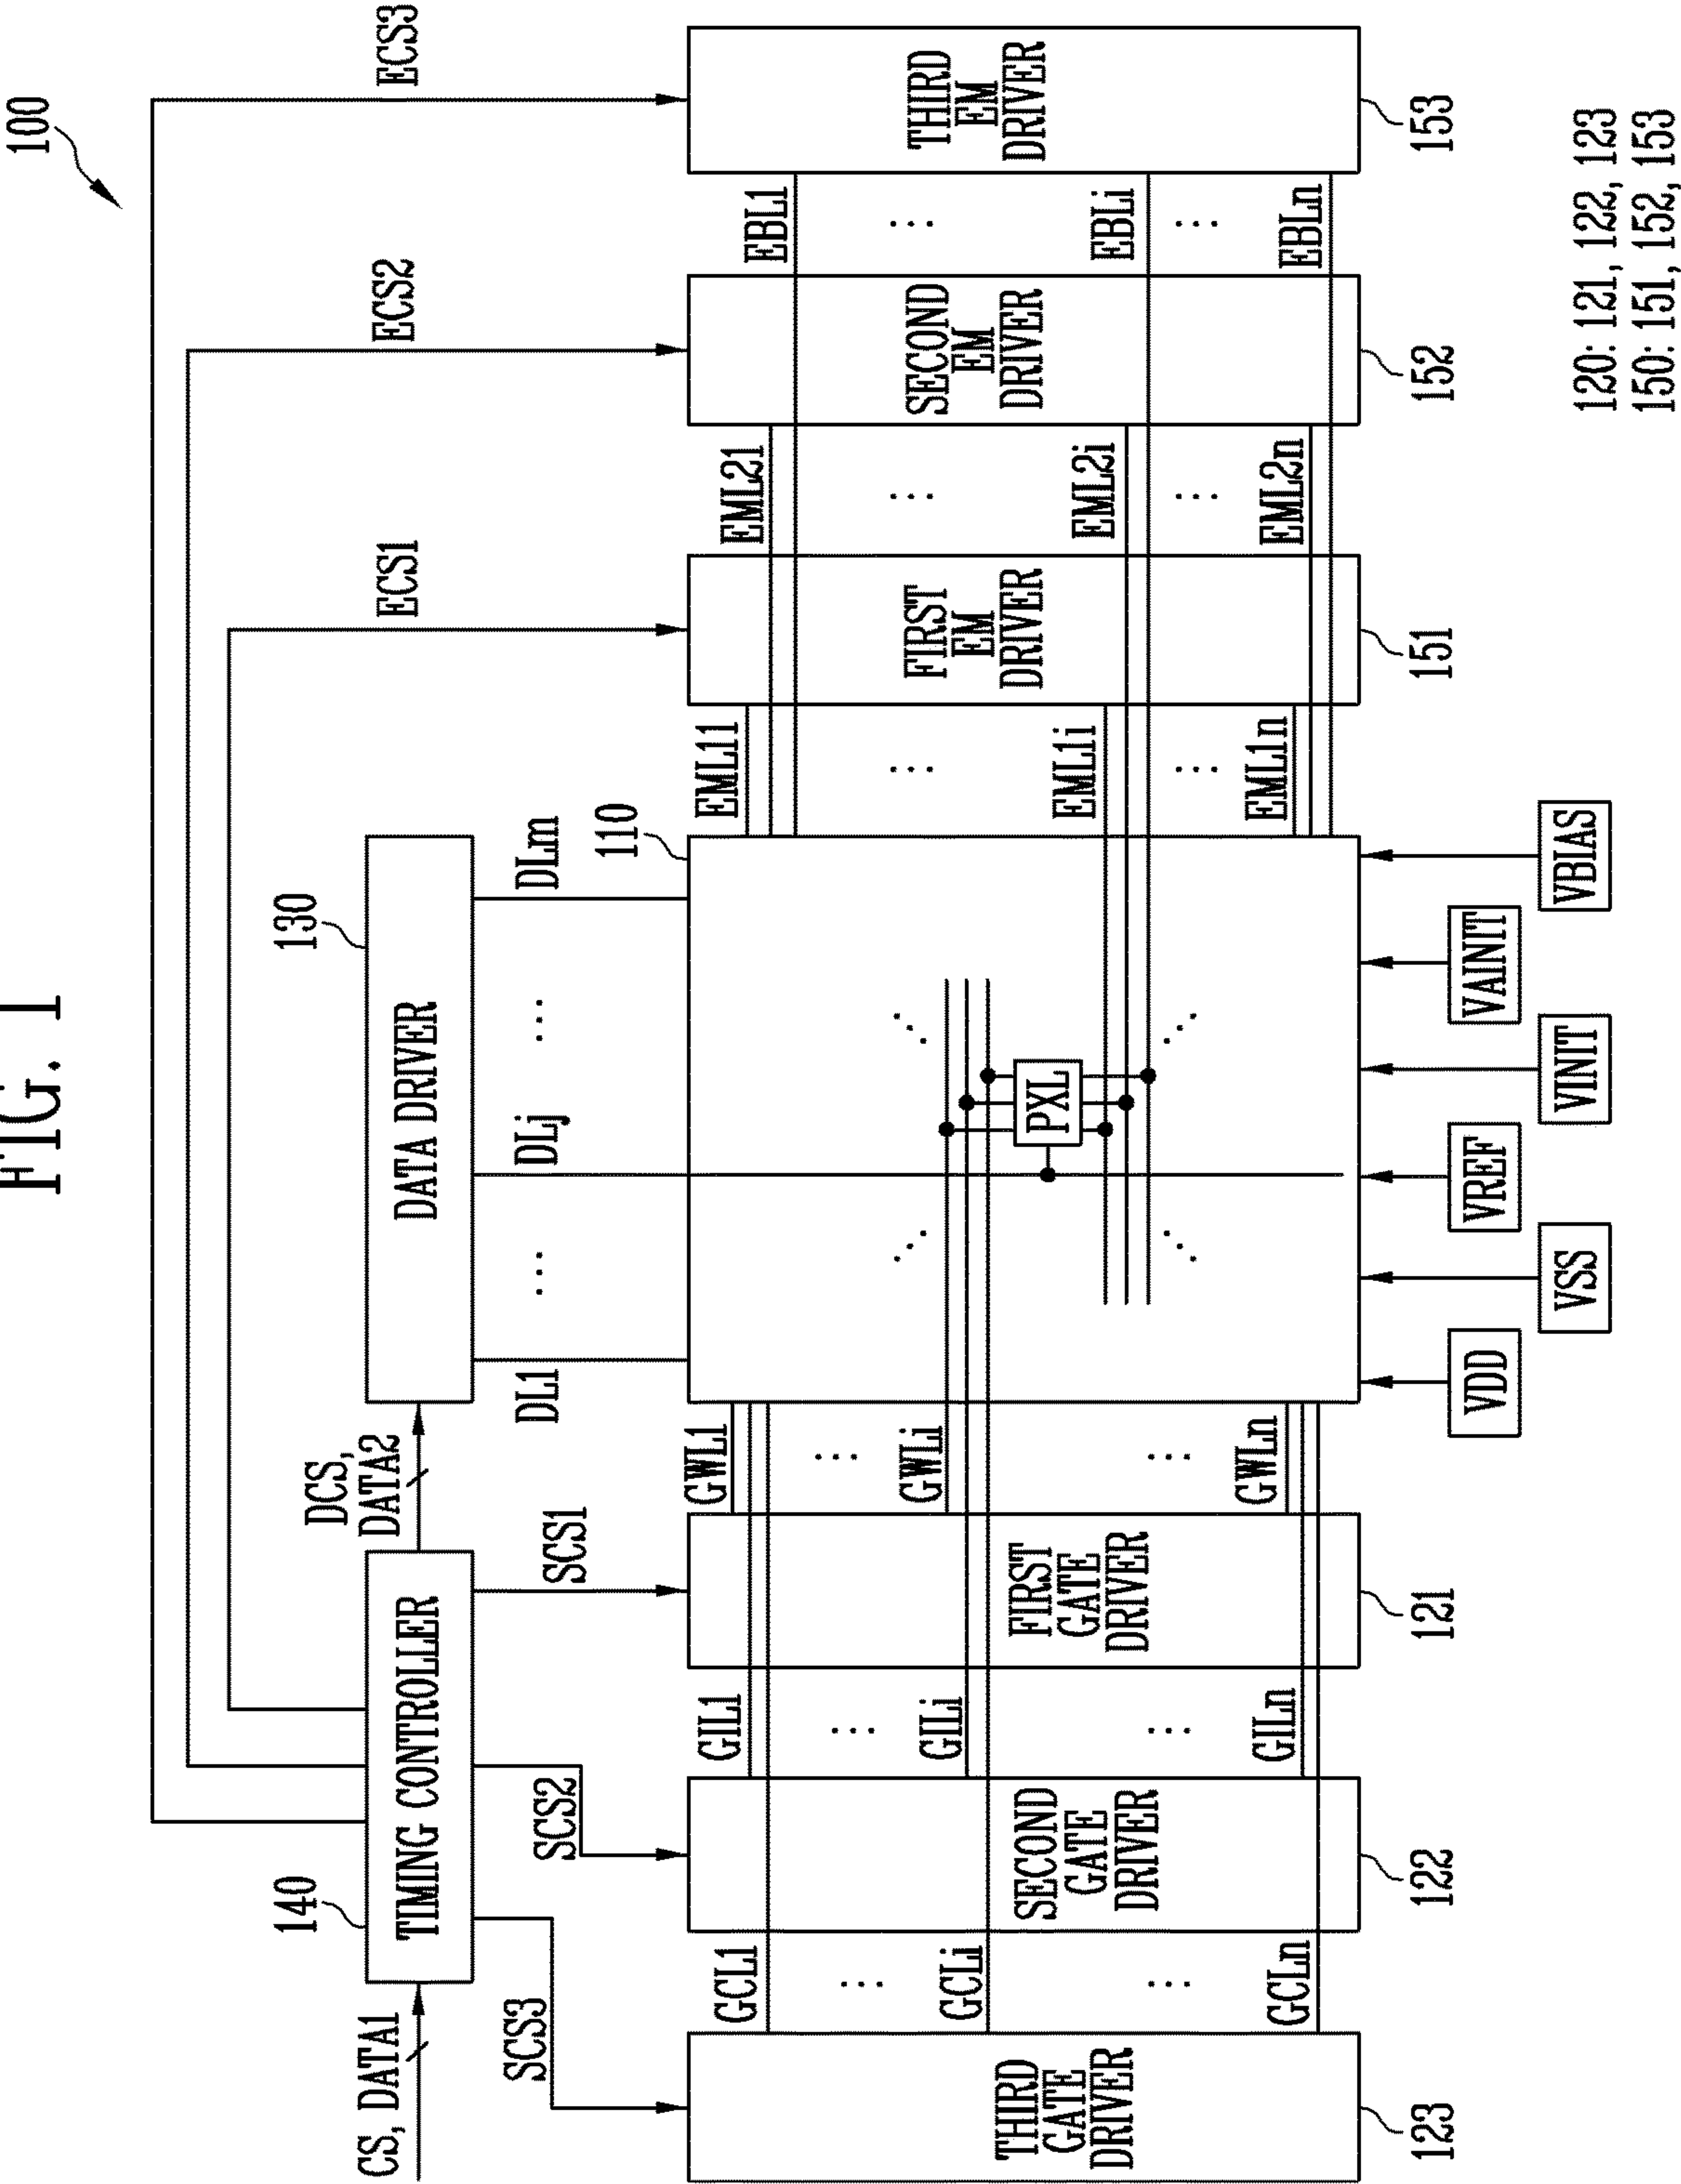 FIG. 1
100
ECS3
ECS2
ECS1
140
130
CS, DATA1
TIMING CONTROLLER
DCS,
DATA2
DATA DRIVER
SCS3
SCS2
SCS1
DL1
...
DLj
...
DLm
110
GCL1
GIL1
GWL1
EML11
EML21
EBL1
...
...
...
...
...
...
GCLi
GILi
GWLi
EML1i
EML2i
EBLi
PXL
...
...
...
...
...
...
GCLn
GILn
GWLn
EML1n
EML2n
EBLn
THIRD
GATE
DRIVER
SECOND
GATE
DRIVER
FIRST
GATE
DRIVER
FIRST
EM
DRIVER
SECOND
EM
DRIVER
THIRD
EM
DRIVER
123
122
121
151
152
153
VDD
VSS
VREF
VINIT
VAINIT
VBIAS
120: 121, 122, 123
150: 151, 152, 153